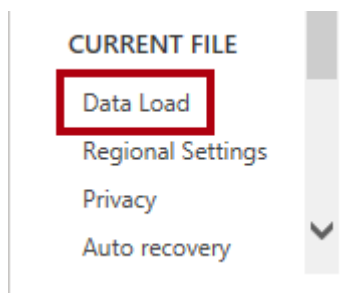 CURRENT FILE
Data Load
Regional Settings
Privacy
Auto recovery